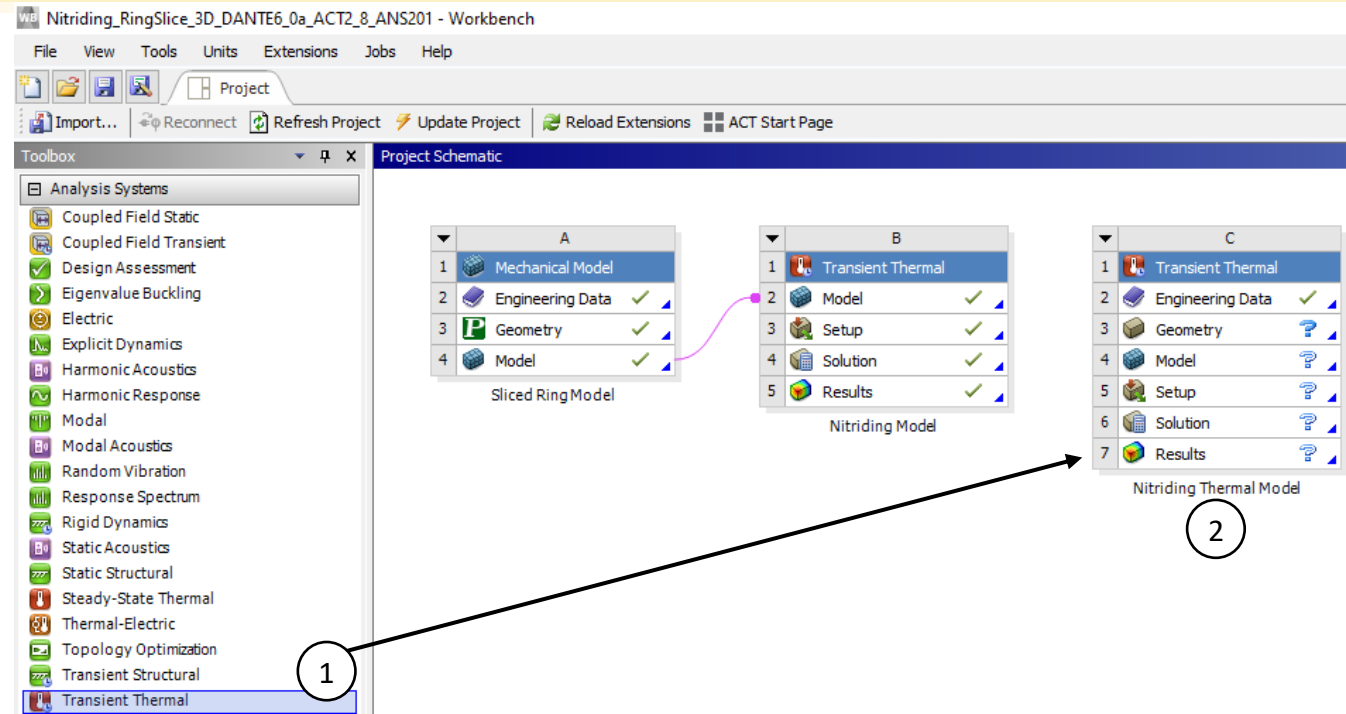 Nitriding_RingSlice_3D_DANTE6_0a_ACT2_8_ANS201 - Workbench
File View Tools Units Extensions Jobs Help
Project
Import... Reconnect Refresh Project Update Project Reload Extensions ACT Start Page
Toolbox
Analysis Systems
Coupled Field Static
Coupled Field Transient
Design Assessment
Eigenvalue Buckling
Electric
Explicit Dynamics
Harmonic Acoustics
Harmonic Response
Modal
Modal Acoustics
Random Vibration
Response Spectrum
Rigid Dynamics
Static Acoustics
Static Structural
Steady-State Thermal
Thermal-Electric
Topology Optimization
Transient Structural
Transient Thermal
1
Project Schematic
A
1 Mechanical Model
2 Engineering Data
3 P Geometry
4 Model
Sliced Ring Model
B
1 Transient Thermal
2 Model
3 Setup
4 Solution
5 Results
Nitriding Model
C
1 Transient Thermal
2 Engineering Data
3 Geometry ?
4 Model ?
5 Setup ?
6 Solution ?
7 Results ?
Nitriding Thermal Model
2